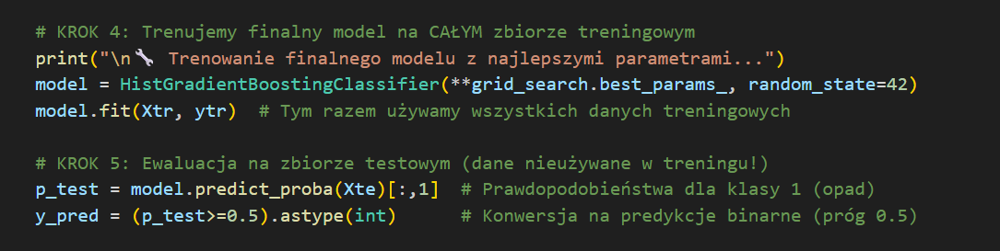 # KROK 4: Trenujemy finalny model na CAŁYM zbiorze treningowym
print("\n🔧 Trenowanie finalnego modelu z najlepszymi parametrami...")
model = HistGradientBoostingClassifier(**grid_search.best_params_, random_state=42)
model.fit(Xtr, ytr)  # Tym razem używamy wszystkich danych treningowych
# KROK 5: Ewaluacja na zbiorze testowym (dane nieużywane w treningu!)
p_test = model.predict_proba(Xte)[:,1]  # Prawdopodobieństwa dla klasy 1 (opad)
y_pred = (p_test>=0.5).astype(int)      # Konwersja na predykcje binarne (próg 0.5)